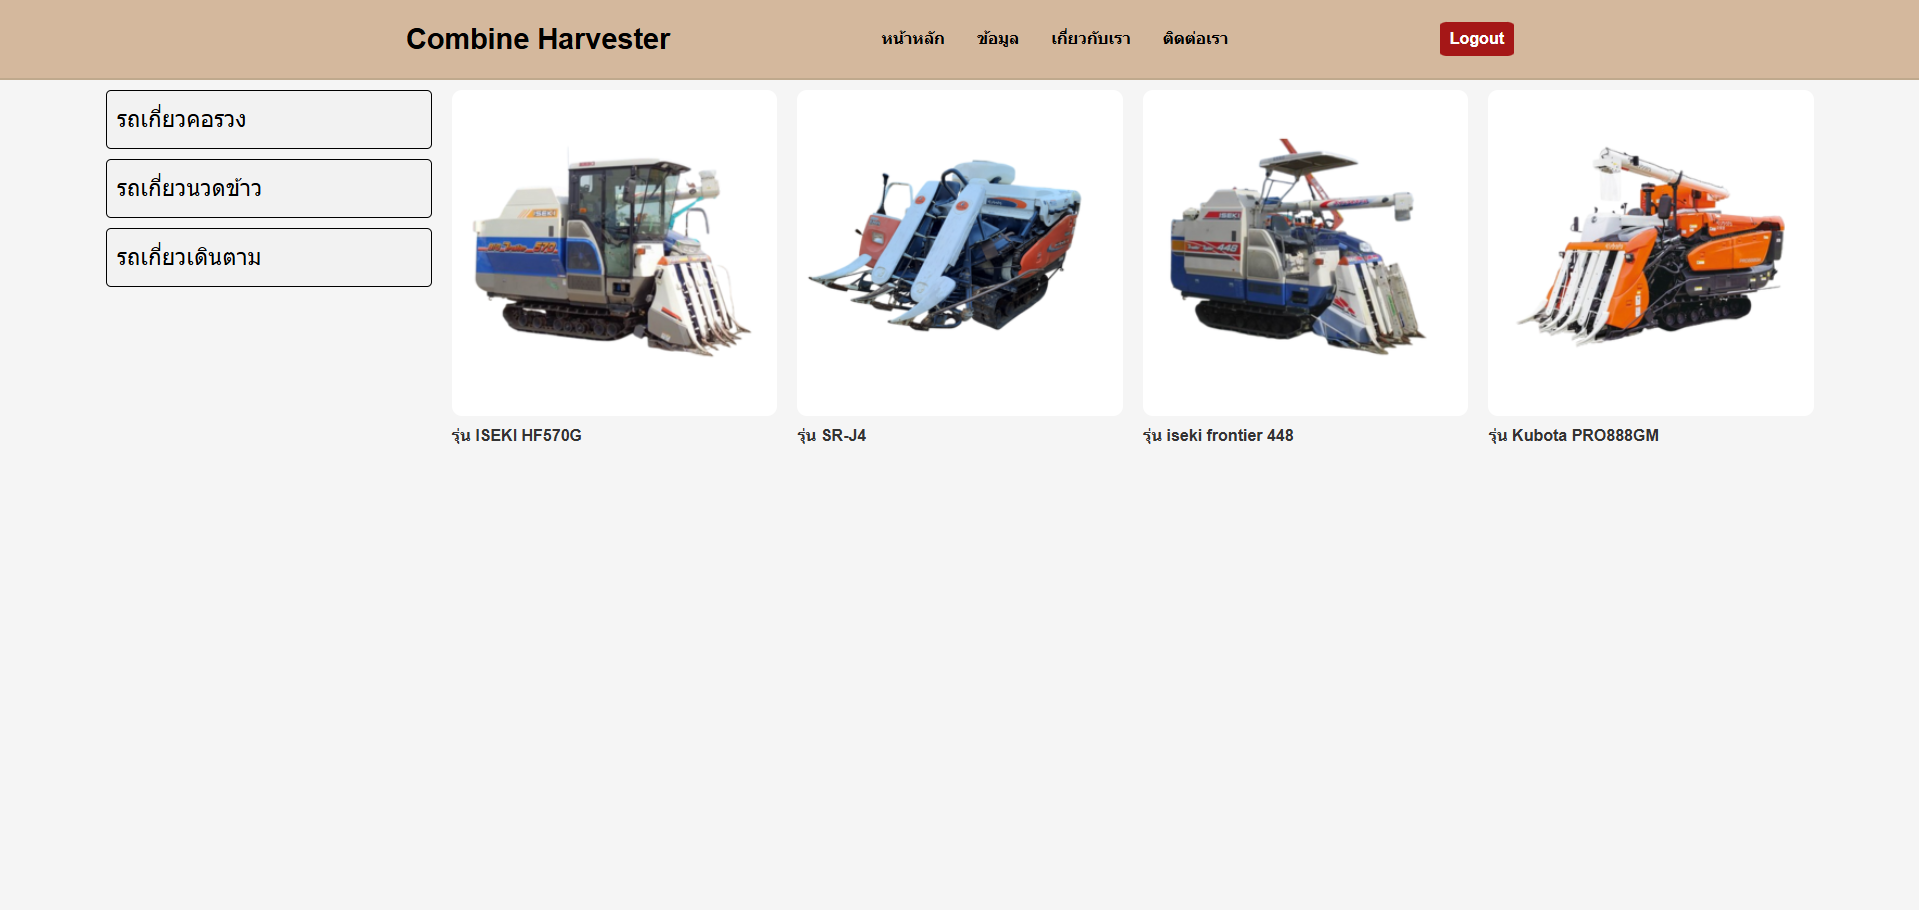 Combine Harvester
หน้าหลัก ข้อมูล เกี่ยวกับเรา ติดต่อเรา
Logout
รถเกี่ยวคอรวง
รถเกี่ยวนวดข้าว
รถเกี่ยวเดินตาม
ISEKI
570
ISEKI
448
รุ่น ISEKI HF570G
รุ่น SR-J4
รุ่น iseki frontier 448
รุ่น Kubota PRO888GM